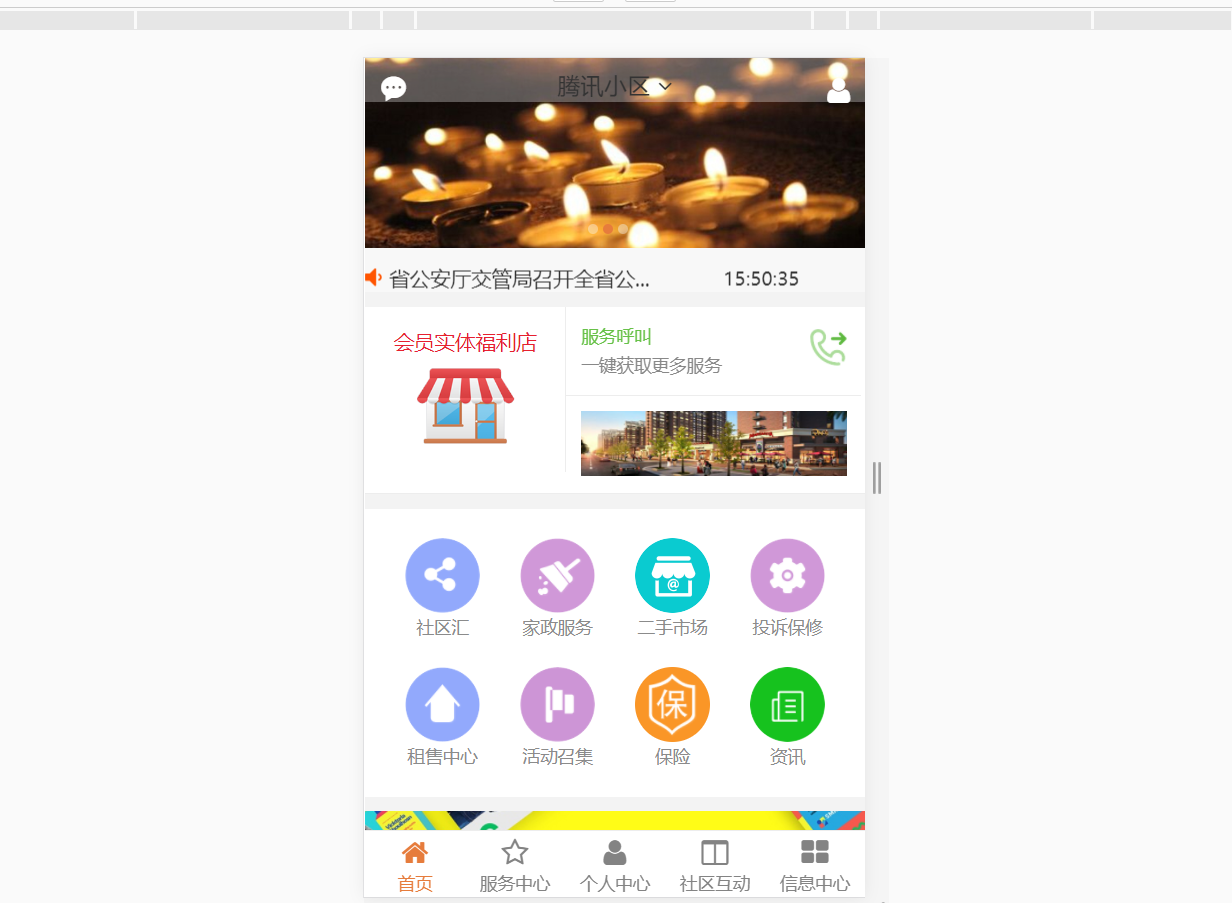 腾讯小区
省公安厅交管局召开全省公...
15:50:35
会员实体福利店
服务呼叫
一键获取更多服务
社区汇
家政服务
@
二手市场
投诉保修
租售中心
活动召集
保
保险
资讯
首页
服务中心
个人中心
社区互动
信息中心